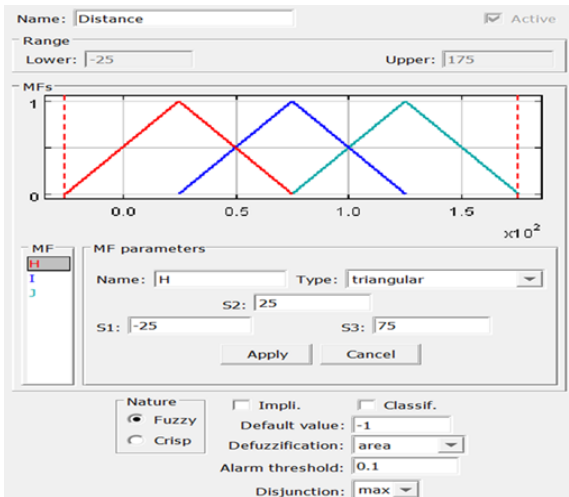 Name: Distance Active
Range
Lower: -25 Upper: 175
MFs
1
0
0.0 0.5 1.0 1.5
x10²
MF MF parameters
H
I
J
Name: H Type: triangular
S2: 25
S1: -25 S3: 75
Apply Cancel
Nature Impli. Classif.
Fuzzy Default value: -1
Crisp Defuzzification: area
Alarm threshold: 0.1
Disjunction: max